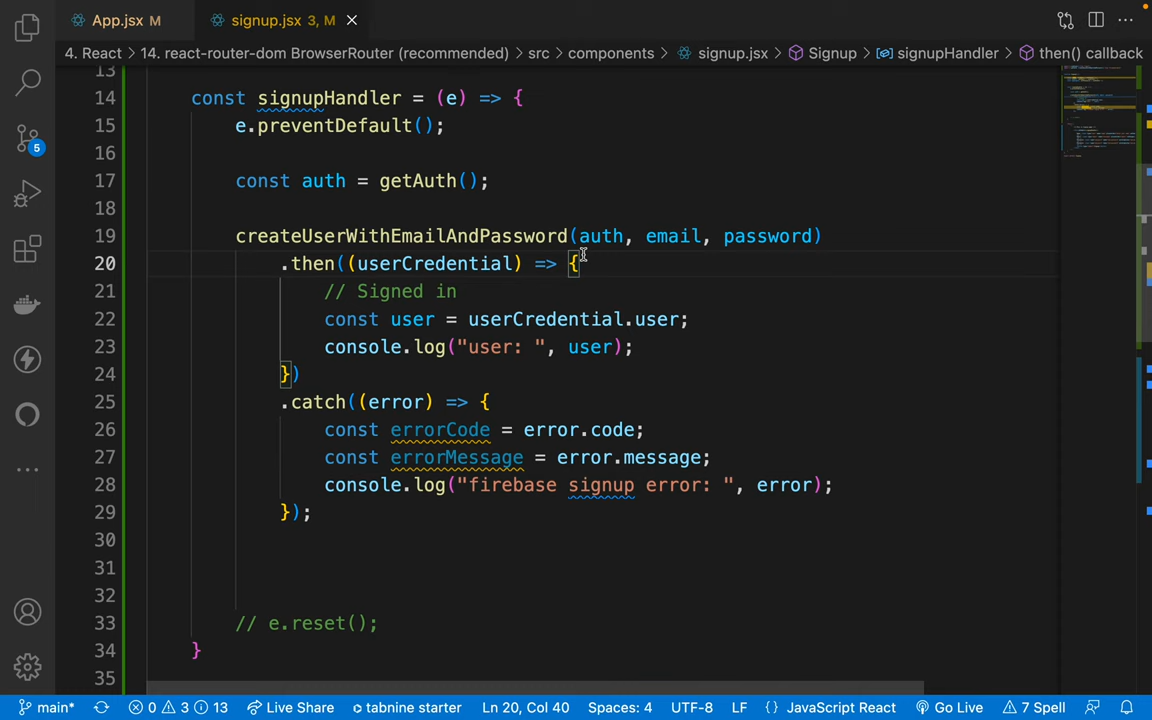 App.jsx M
signup.jsx 3, M
4. React > 14. react-router-dom BrowserRouter (recommended) > src > components > signup.jsx > Signup > signupHandler > then() callback
13
14 const signupHandler = (e) => {
15 e.preventDefault();
16
17 const auth = getAuth();
18
19 createUserWithEmailAndPassword(auth, email, password)
20 .then((userCredential) => {
21 // Signed in
22 const user = userCredential.user;
23 console.log("user: ", user);
24 })
25 .catch((error) => {
26 const errorCode = error.code;
27 const errorMessage = error.message;
28 console.log("firebase signup error: ", error);
29 });
30
31
32
33 // e.reset();
34 }
35
5
main* 0 3 13 Live Share tabnine starter Ln 20, Col 40 Spaces: 4 UTF-8 LF {} JavaScript React Go Live 7 Spell